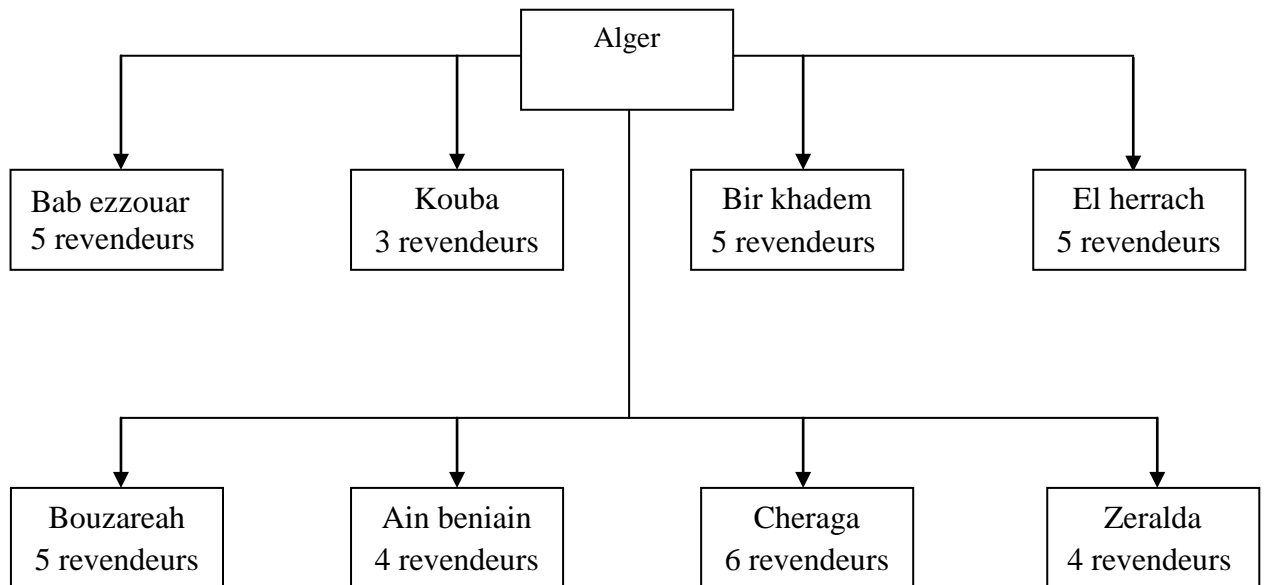 Alger
Bab ezzouar
5 revendeurs
Kouba
3 revendeurs
Bir khadem
5 revendeurs
El herrach
5 revendeurs
Bouzareah
5 revendeurs
Ain beniain
4 revendeurs
Cheraga
6 revendeurs
Zeralda
4 revendeurs